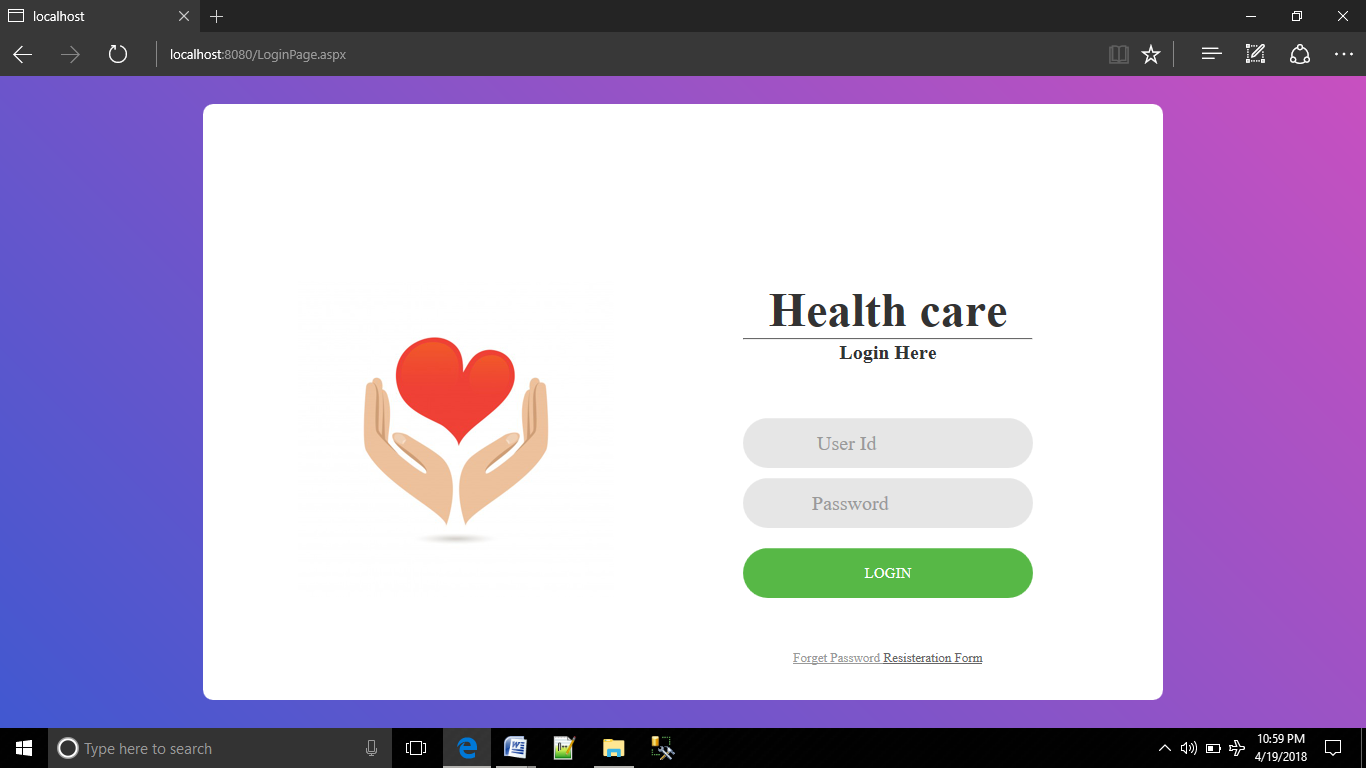 localhost
localhost:8080/LoginPage.aspx
Health care
Login Here
User Id
Password
LOGIN
Forget Password Resisteration Form
Type here to search
10:59 PM
4/19/2018